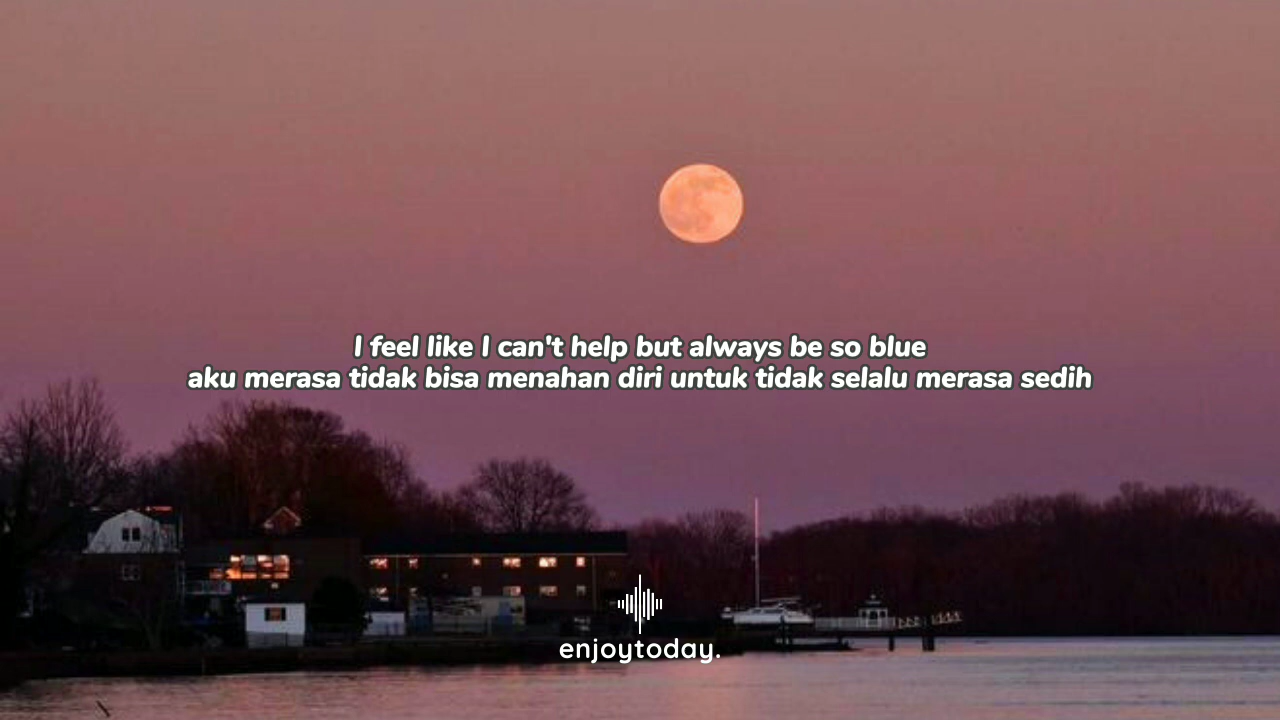 I feel like I can't help but always be so blue
aku merasa tidak bisa menahan diri untuk tidak selalu merasa sedih
enjoytoday.